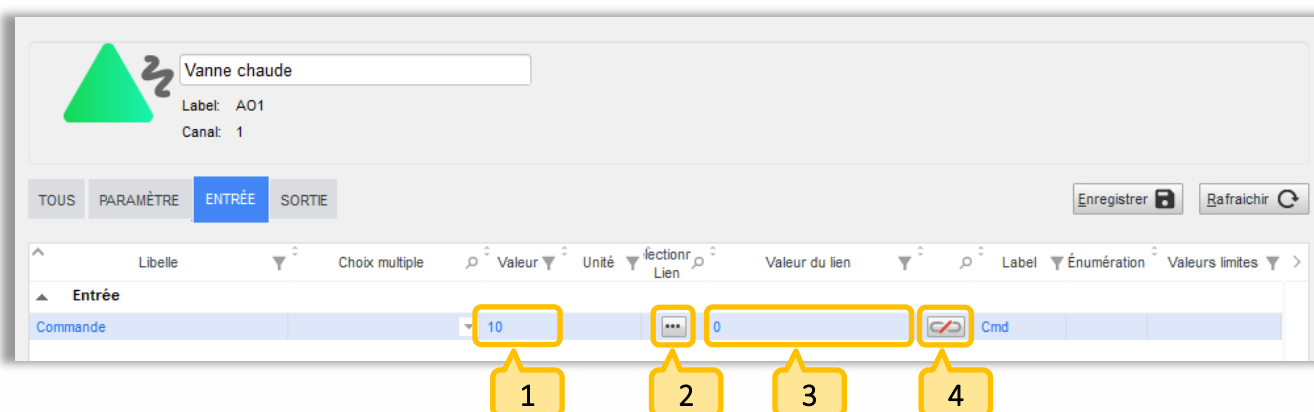 Vanne chaude
Label: AO1
Canal: 1
TOUS PARAMÈTRE ENTRÉE SORTIE Enregistrer Rafraichir
Libelle Choix multiple Valeur Unité lectionr Lien Valeur du lien Label Énumération Valeurs limites
Entrée
Commande 10 ... 0 Cmd
1 2 3 4